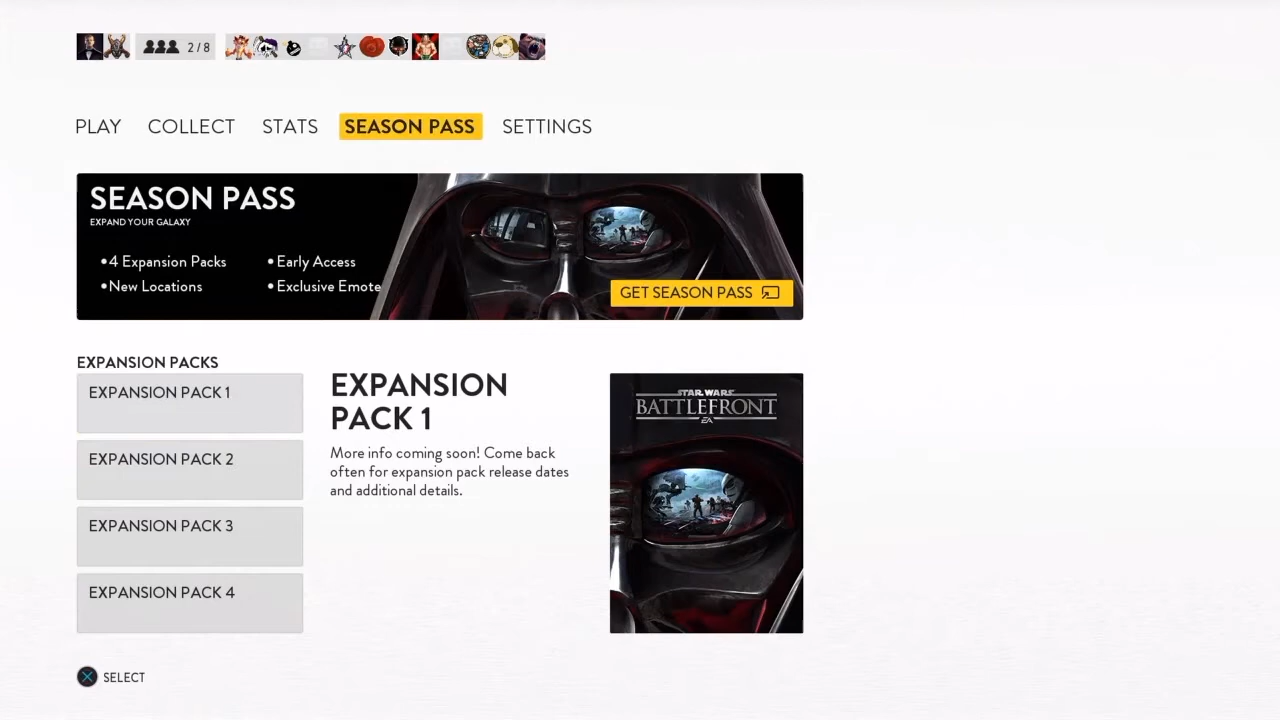 2 / 8
PLAY COLLECT STATS SEASON PASS SETTINGS
SEASON PASS
EXPAND YOUR GALAXY
•4 Expansion Packs
•Early Access
•New Locations
•Exclusive Emote
GET SEASON PASS
EXPANSION PACKS
EXPANSION PACK 1
EXPANSION PACK 2
EXPANSION PACK 3
EXPANSION PACK 4
EXPANSION
PACK 1
More info coming soon! Come back
often for expansion pack release dates
and additional details.
STAR WARS
BATTLEFRONT
EA
SELECT